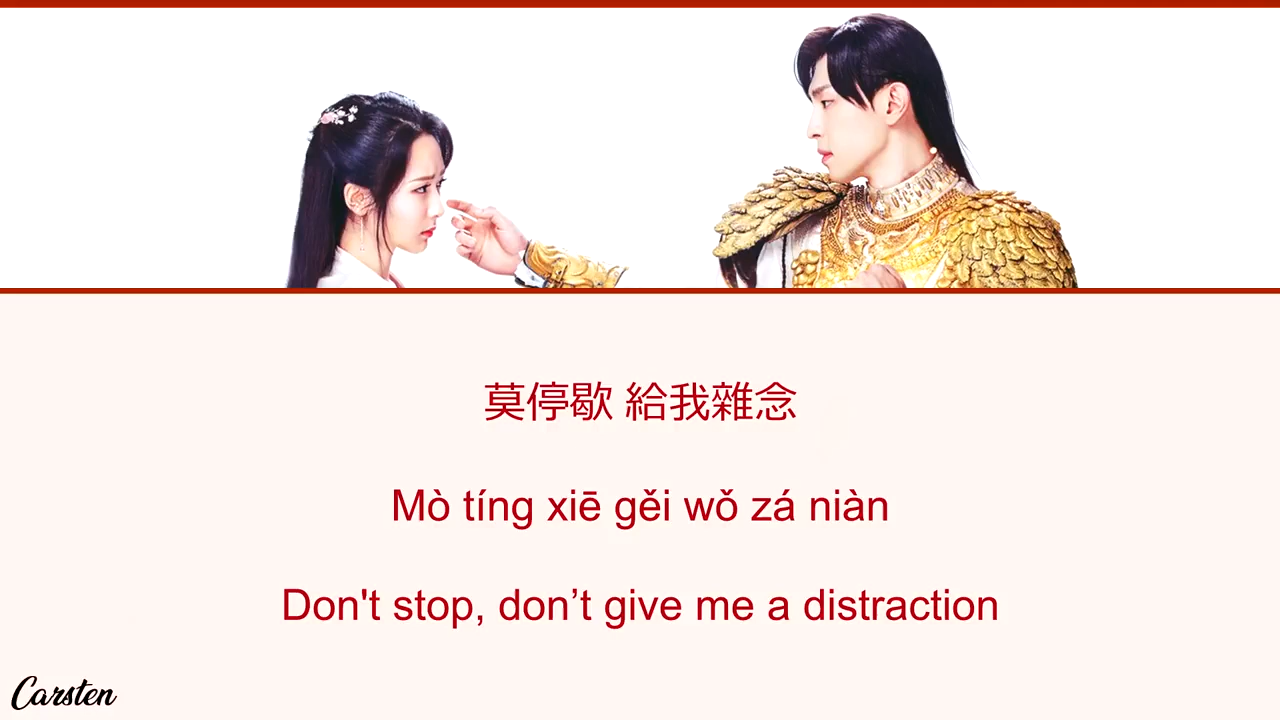 莫停歇 給我雜念
Mò tíng xiē gěi wǒ zá niàn
Don't stop, don’t give me a distraction
Carsten